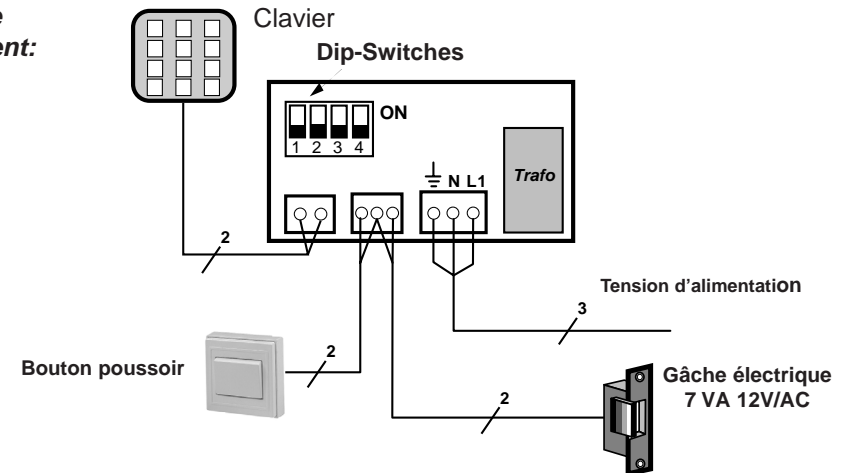 e
ent:
Clavier
Dip-Switches
ON
1 2 3 4
N L1
Trafo
2
Tension d’alimentation
3
Bouton poussoir
2
Gâche électrique
7 VA 12V/AC
2